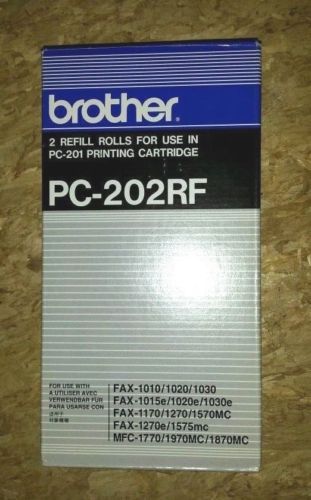 brother
2 REFILL ROLLS FOR USE IN
PC-201 PRINTING CARTRIDGE
PC-202RF
FOR USE WITH
A UTILISER AVEC
VERWENDBAR FÜR
PARA USARSE CON
FAX-1010/1020/1030
FAX-1015e/1020e/1030e
FAX-1170/1270/1570MC
FAX-1270e/1575mc
MFC-1770/1970MC/1870MC